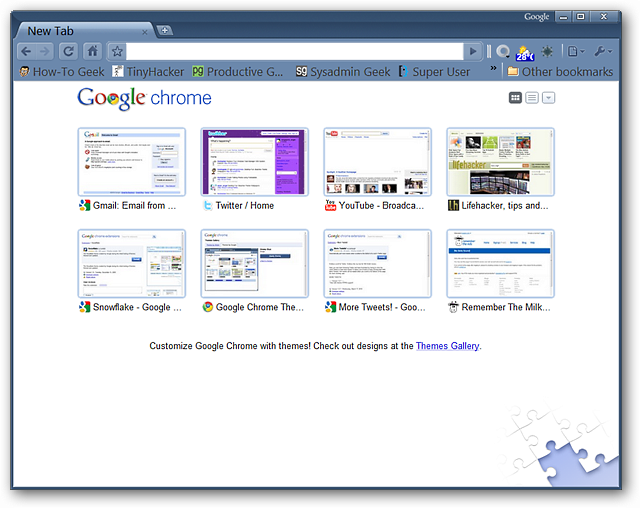 Google
New Tab
28°F
How-To Geek TinyHacker Productive G... Sysadmin Geek Super User » Other bookmarks
Google chrome
Gmail: Email from ... Twitter / Home YouTube - Broadca... Lifehacker, tips and...
Snowflake - Google ... Google Chrome The... More Tweets! - Goo... Remember The Milk...
Customize Google Chrome with themes! Check out designs at the Themes Gallery.